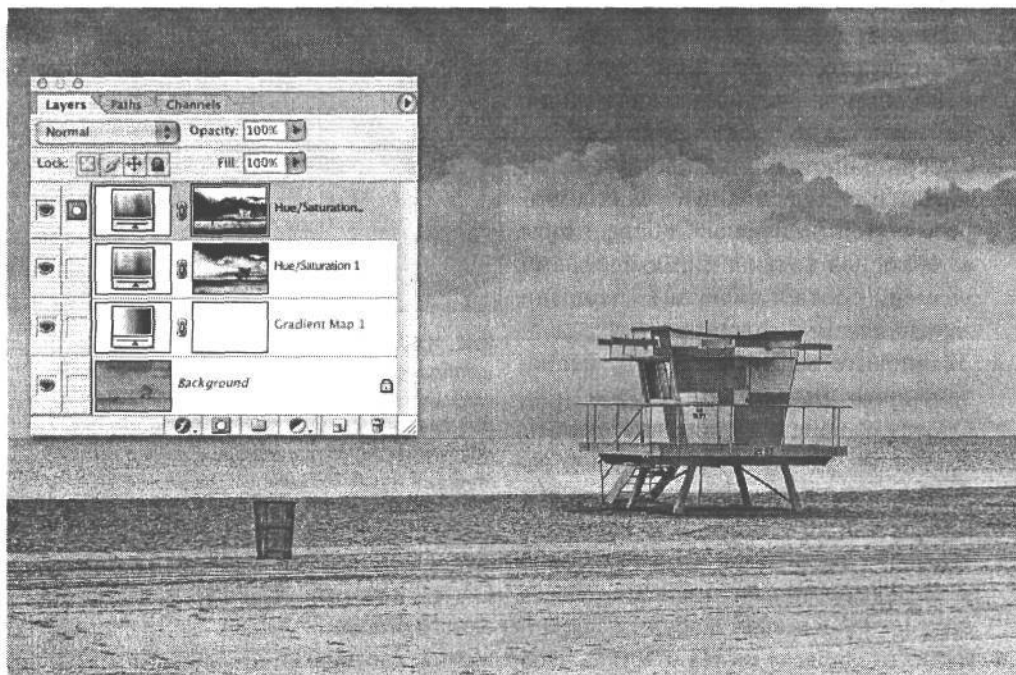 Layers Paths Channels
Normal Opacity: 100%
Lock: Fill: 100%
Hue/Saturation...
Hue/Saturation 1
Gradient Map 1
Background